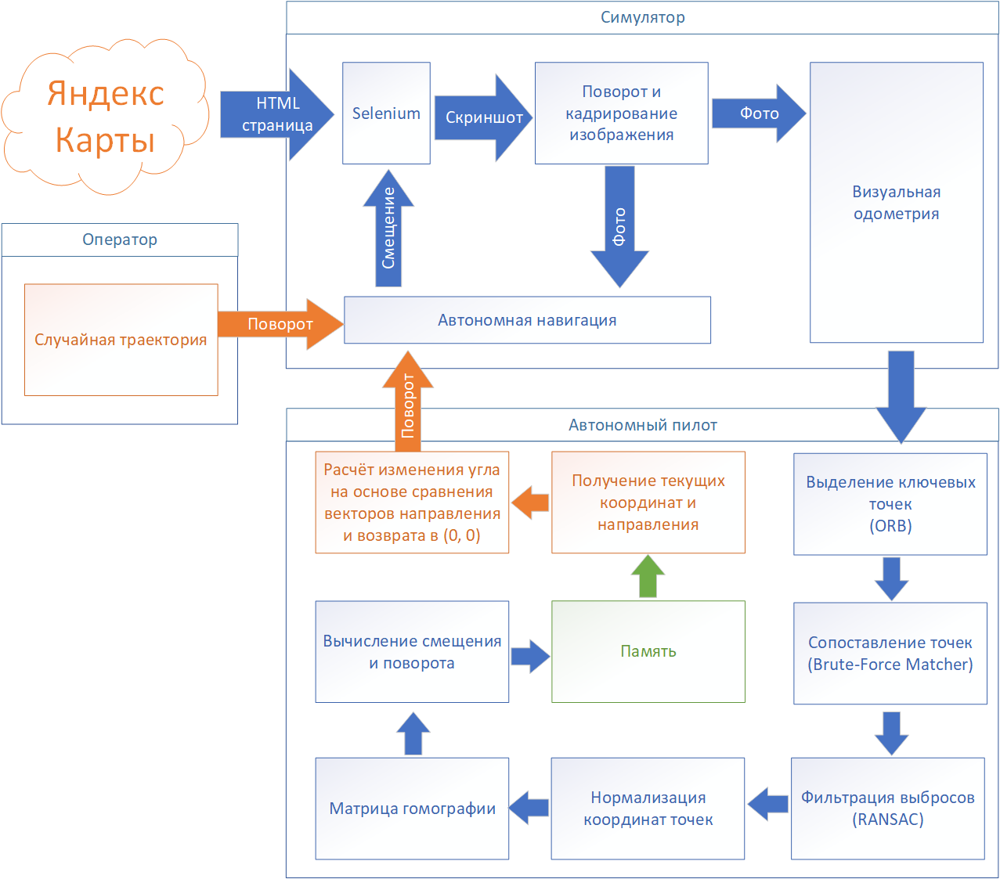 Симулятор
Яндекс
Карты
HTML
страница
Selenium
Скриншот
Поворот и
кадрирование
изображения
Фото
Визуальная
одометрия
Смещение
Фото
Оператор
Случайная траектория
Поворот
Автономная навигация
Поворот
Автономный пилот
Расчёт изменения угла
на основе сравнения
векторов направления
и возврата в (0, 0)
Получение текущих
координат и
направления
Выделение ключевых
точек
(ORB)
Вычисление смещения
и поворота
Память
Сопоставление точек
(Brute-Force Matcher)
Матрица гомографии
Нормализация
координат точек
Фильтрация выбросов
(RANSAC)